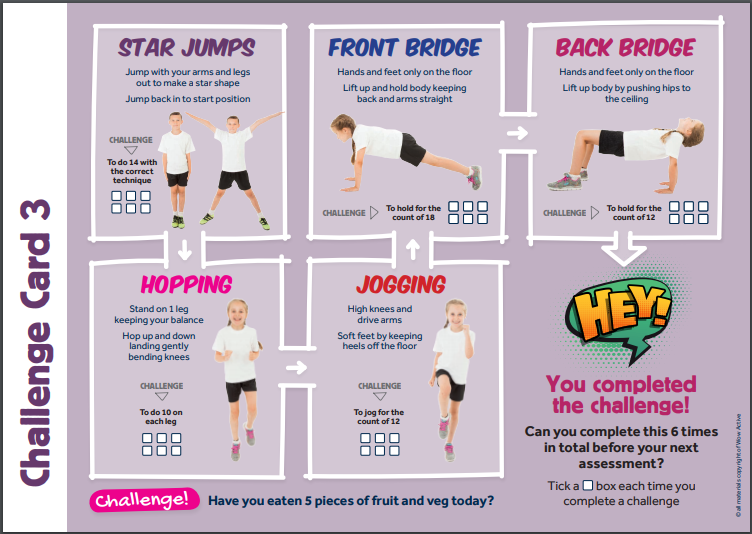 Challenge Card 3
STAR JUMPS
Jump with your arms and legs
out to make a star shape
Jump back in to start position
CHALLENGE
To do 14 with
the correct
technique
HOPPING
Stand on 1 leg
keeping your balance
Hop up and down
landing gently
bending knees
CHALLENGE
To do 10 on
each leg
JOGGING
High knees and
drive arms
Soft feet by keeping
heels off the floor
CHALLENGE
To jog for the
count of 12
FRONT BRIDGE
Hands and feet only on the floor
Lift up and hold body keeping
back and arms straight
CHALLENGE
To hold for the
count of 18
BACK BRIDGE
Hands and feet only on the floor
Lift up body by pushing hips to
the ceiling
CHALLENGE
To hold for the
count of 12
HEY!
You completed
the challenge!
Can you complete this 6 times
in total before your next
assessment?
Tick a box each time you
complete a challenge
Challenge!
Have you eaten 5 pieces of fruit and veg today?
© all materials copyright of Wow Active